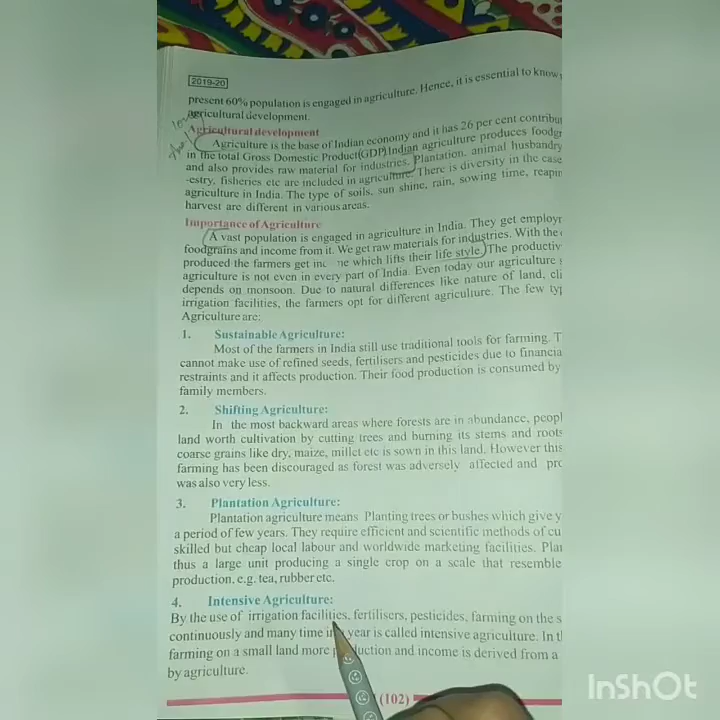 2019-20
present 60% population is engaged in agriculture. Hence, it is essential to know
agricultural development.
Agricultural development
Agriculture is the base of Indian economy and it has 26 per cent contribu
in the total Gross Domestic Product(GDP) Indian agriculture produces foodg
and also provides raw material for industries. Plantation, animal husbandry
-estry, fisheries etc are included in agriculture. There is diversity in the case
agriculture in India. The type of soils, sun shine, rain, sowing time, reapin
harvest are different in various areas.
Importance of Agriculture
A vast population is engaged in agriculture in India. They get employ
foodgrains and income from it. We get raw materials for industries. With the
produced the farmers get inc me which lifts their life style. The productiv
agriculture is not even in every part of India. Even today our agriculture
depends on monsoon. Due to natural differences like nature of land, cli
irrigation facilities, the farmers opt for different agriculture. The few typ
Agriculture are:
1. Sustainable Agriculture:
Most of the farmers in India still use traditional tools for farming. T
cannot make use of refined seeds, fertilisers and pesticides due to financia
restraints and it affects production. Their food production is consumed by
family members.
2. Shifting Agriculture:
In the most backward areas where forests are in abundance, peopl
land worth cultivation by cutting trees and burning its stems and roots
coarse grains like dry, maize, millet etc is sown in this land. However this
farming has been discouraged as forest was adversely affected and pro
was also very less.
3. Plantation Agriculture:
Plantation agriculture means Planting trees or bushes which give y
a period of few years. They require efficient and scientific methods of cu
skilled but cheap local labour and worldwide marketing facilities. Plan
thus a large unit producing a single crop on a scale that resemble
production, e.g. tea, rubber etc.
4. Intensive Agriculture:
By the use of irrigation facilities, fertilisers, pesticides, farming on the s
continuously and many time in year is called intensive agriculture. In t
farming on a small land more production and income is derived from a
by agriculture.
(102)
InShOt